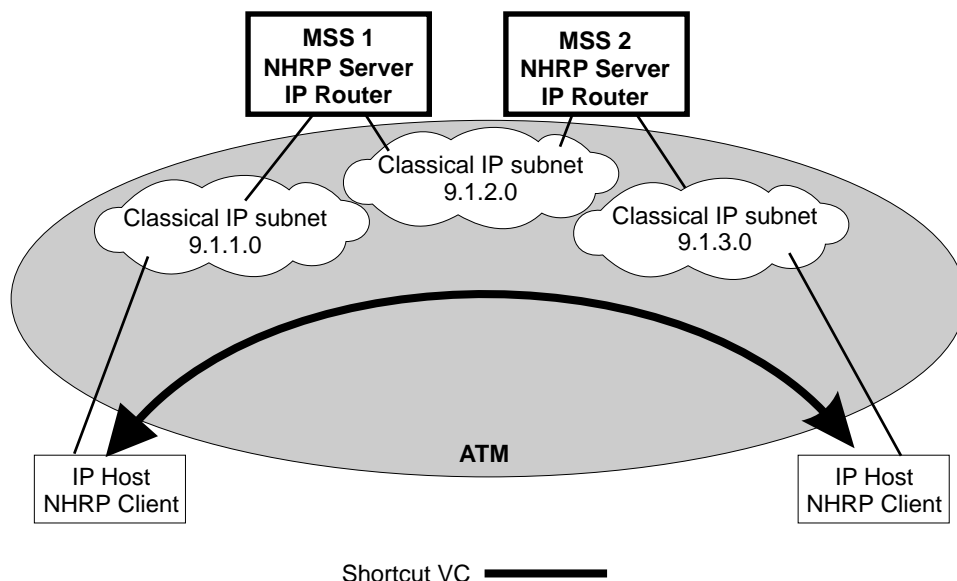 MSS 1
NHRP Server
IP Router
MSS 2
NHRP Server
IP Router
Classical IP subnet
9.1.2.0
Classical IP subnet
9.1.1.0
Classical IP subnet
9.1.3.0
ATM
IP Host
NHRP Client
IP Host
NHRP Client
Shortcut VC